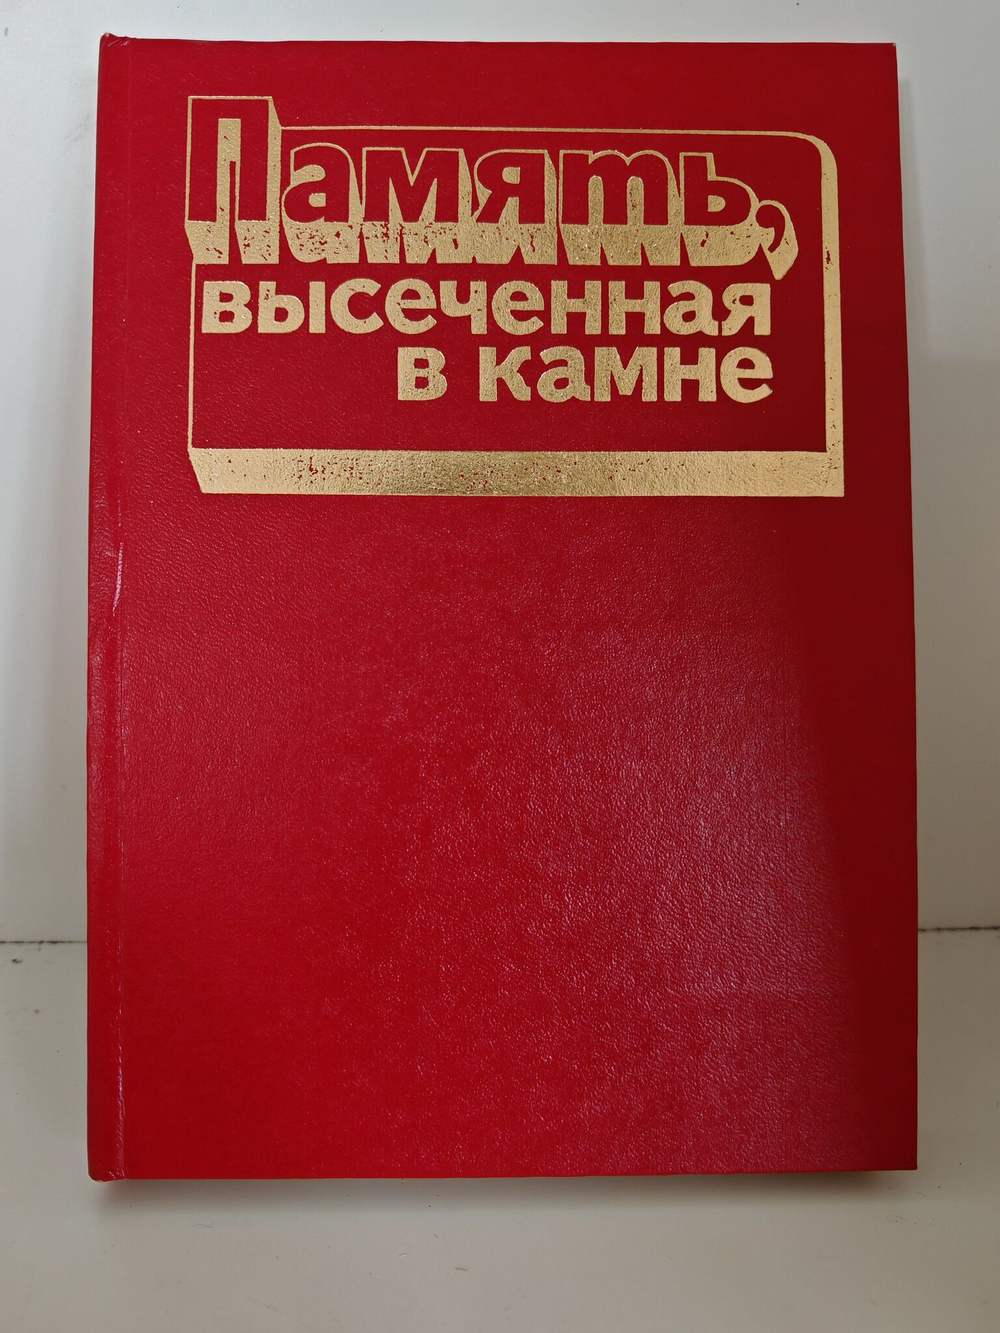 Память,
высеченная
в камне